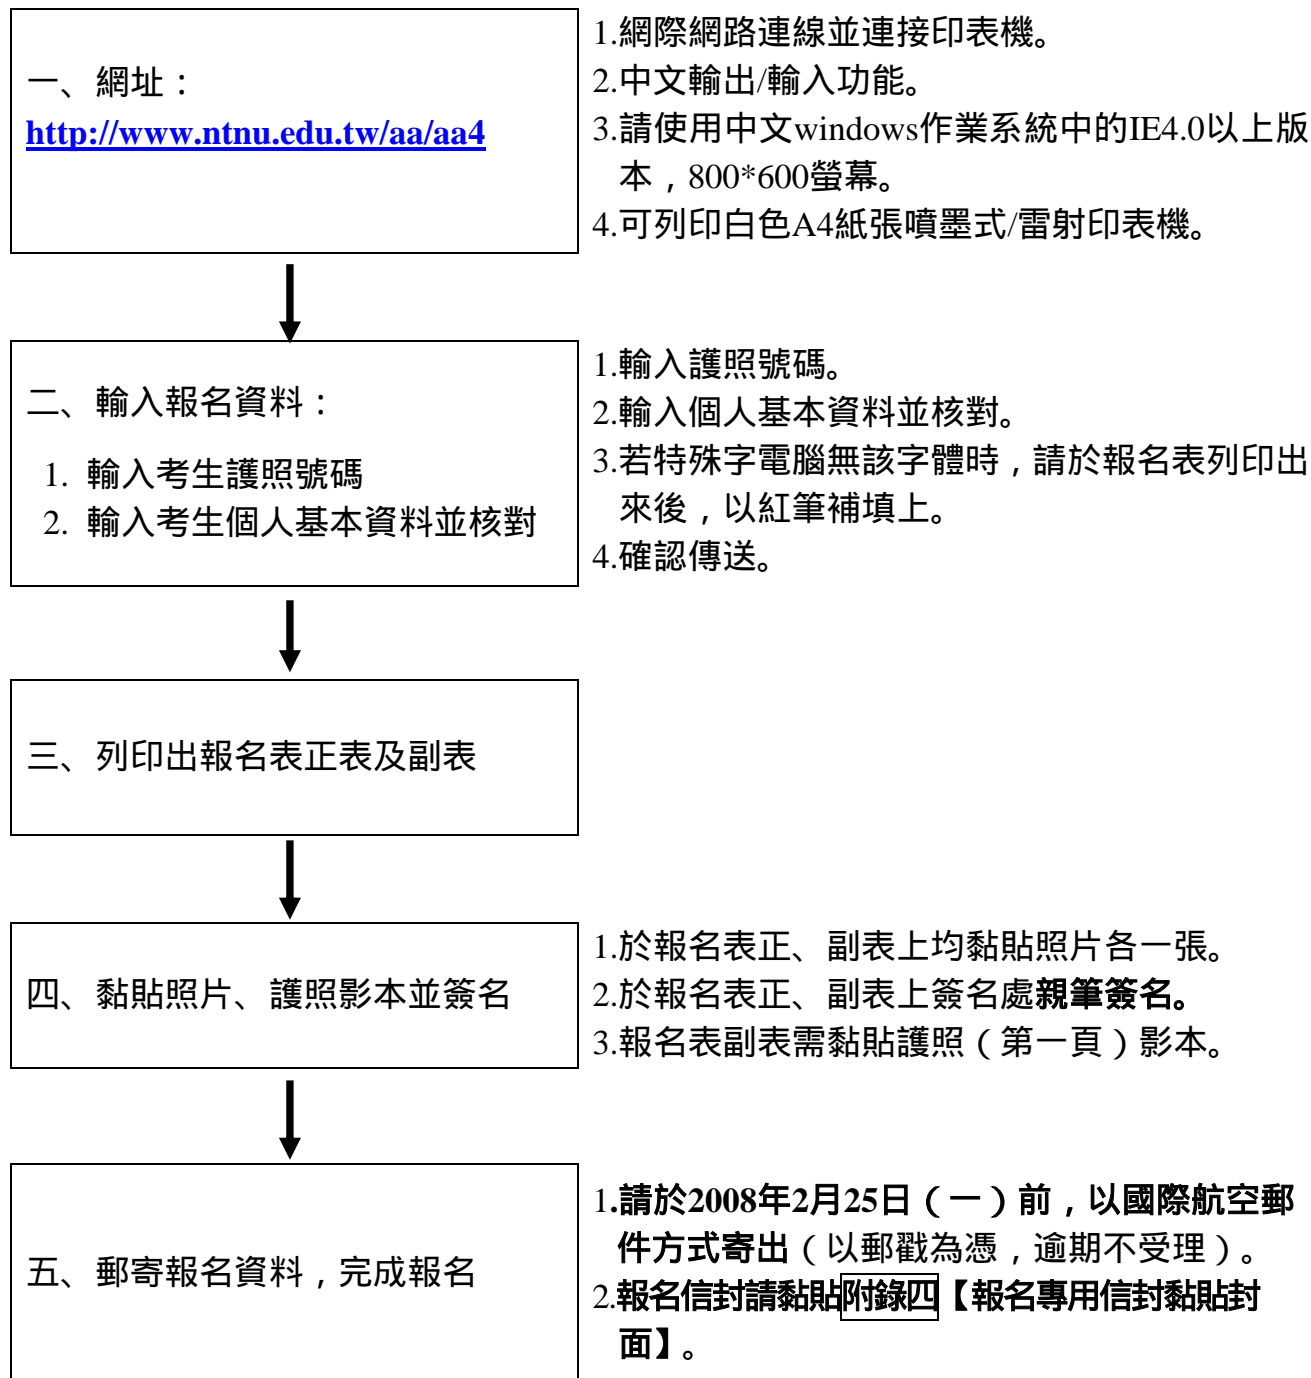 一、網址：
http://www.ntnu.edu.tw/aa/aa4
1.網際網路連線並連接印表機。
2.中文輸出/輸入功能。
3.請使用中文windows作業系統中的IE4.0以上版
本，800*600螢幕。
4.可列印白色A4紙張噴墨式/雷射印表機。
二、輸入報名資料：
1. 輸入考生護照號碼
2. 輸入考生個人基本資料並核對
1.輸入護照號碼。
2.輸入個人基本資料並核對。
3.若特殊字電腦無該字體時，請於報名表列印出
來後，以紅筆補填上。
4.確認傳送。
三、列印出報名表正表及副表
四、黏貼照片、護照影本並簽名
1.於報名表正、副表上均黏貼照片各一張。
2.於報名表正、副表上簽名處親筆簽名。
3.報名表副表需黏貼護照（第一頁）影本。
五、郵寄報名資料，完成報名
1.請於2008年2月25日（一）前，以國際航空郵
件方式寄出（以郵戳為憑，逾期不受理）。
2.報名信封請黏貼附錄四【報名專用信封黏貼封
面】。